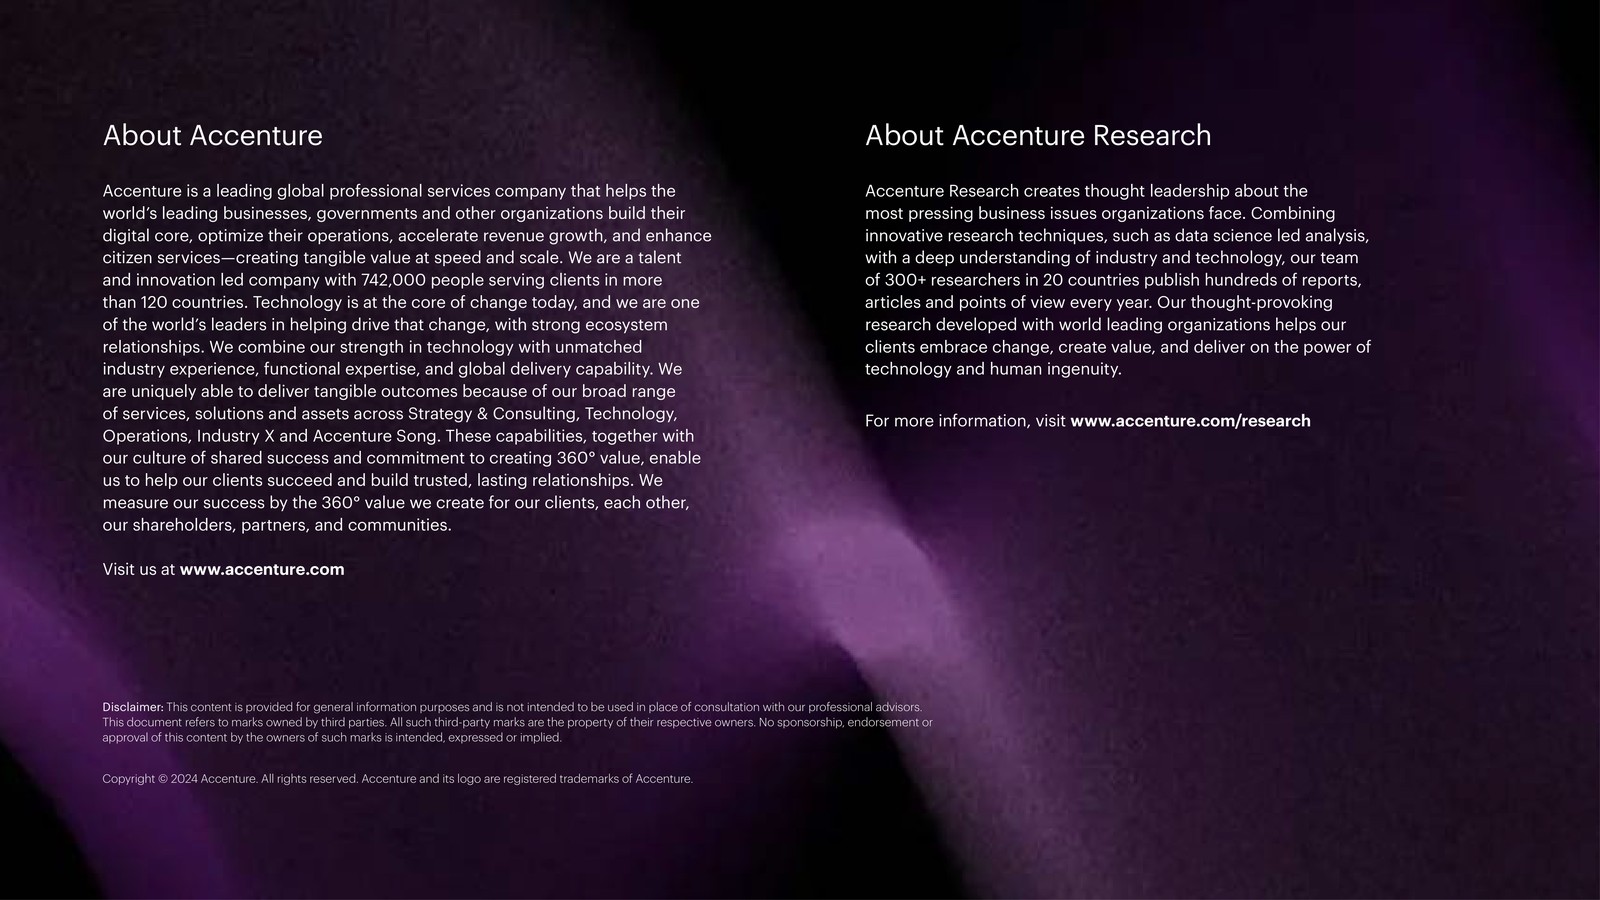 About Accenture
Accenture is a leading global professional services company that helps the
world’s leading businesses, governments and other organizations build their
digital core, optimize their operations, accelerate revenue growth, and enhance
citizen services—creating tangible value at speed and scale. We are a talent
and innovation led company with 742,000 people serving clients in more
than 120 countries. Technology is at the core of change today, and we are one
of the world’s leaders in helping drive that change, with strong ecosystem
relationships. We combine our strength in technology with unmatched
industry experience, functional expertise, and global delivery capability. We
are uniquely able to deliver tangible outcomes because of our broad range
of services, solutions and assets across Strategy & Consulting, Technology,
Operations, Industry X and Accenture Song. These capabilities, together with
our culture of shared success and commitment to creating 360° value, enable
us to help our clients succeed and build trusted, lasting relationships. We
measure our success by the 360° value we create for our clients, each other,
our shareholders, partners, and communities.
Visit us at www.accenture.com
About Accenture Research
Accenture Research creates thought leadership about the
most pressing business issues organizations face. Combining
innovative research techniques, such as data science led analysis,
with a deep understanding of industry and technology, our team
of 300+ researchers in 20 countries publish hundreds of reports,
articles and points of view every year. Our thought-provoking
research developed with world leading organizations helps our
clients embrace change, create value, and deliver on the power of
technology and human ingenuity.
For more information, visit www.accenture.com/research
Disclaimer: This content is provided for general information purposes and is not intended to be used in place of consultation with our professional advisors.
This document refers to marks owned by third parties. All such third-party marks are the property of their respective owners. No sponsorship, endorsement or
approval of this content by the owners of such marks is intended, expressed or implied.
Copyright © 2024 Accenture. All rights reserved. Accenture and its logo are registered trademarks of Accenture.